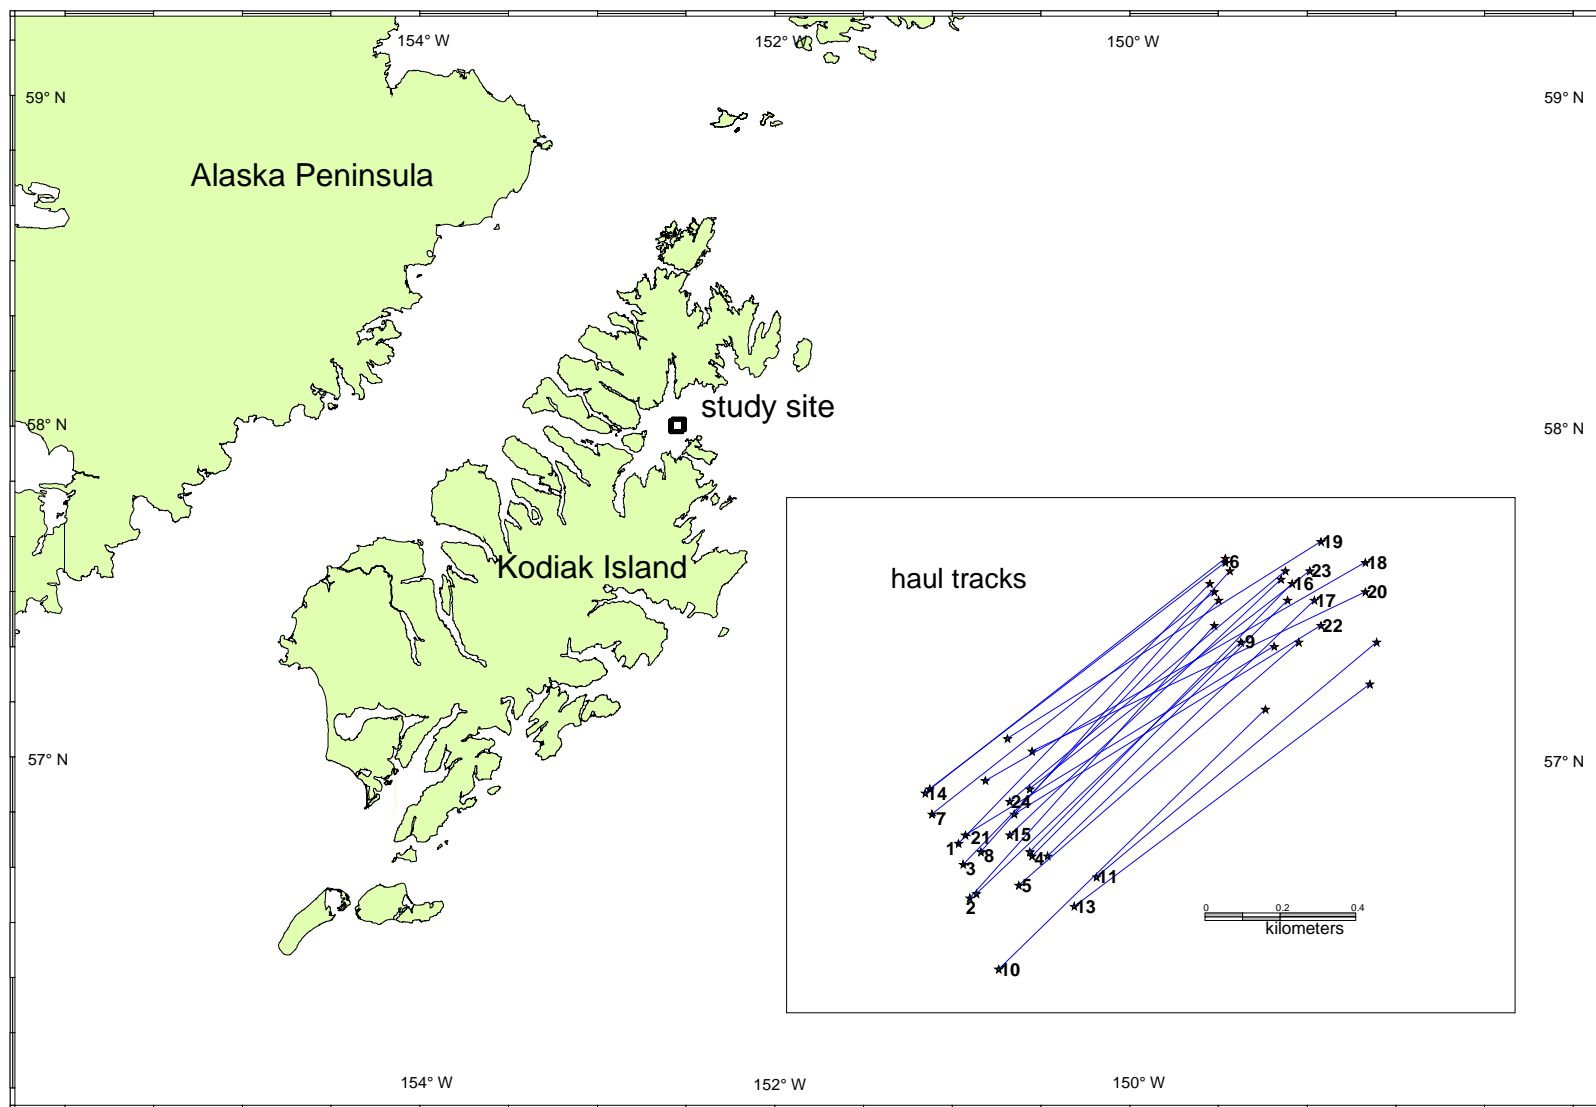 154° W
152° W
150° W
59° N
59° N
Alaska Peninsula
study site
58° N
58° N
Kodiak Island
haul tracks
19
6
18
23
16
20
17
22
9
57° N
57° N
14
24
7
21
15
1
8
4
3
5
11
2
13
0
0.2
0.4
kilometers
10
154° W
152° W
150° W